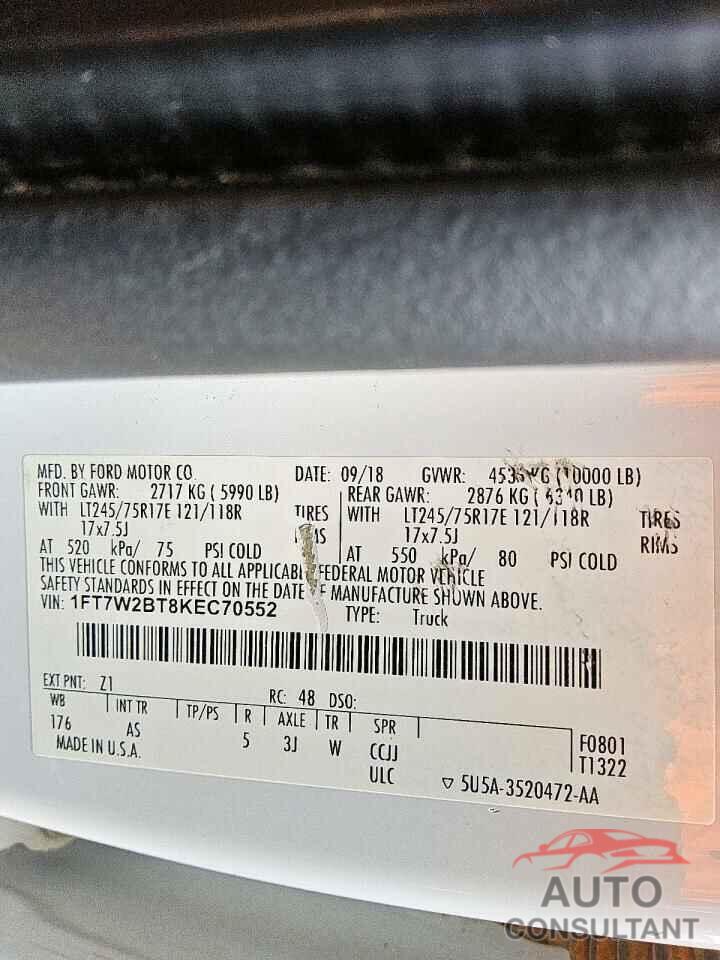 MFD. BY FORD MOTOR CO. DATE: 09/18 GVWR: KG (10000 LB)
FRONT GAWR: 2717 KG ( 5990 LB) REAR GAWR: 2876 KG ( 6340 LB)
WITH LT245/75R17E 121/118R TIRES WITH LT245/75R17E 121/118R TIRES
17x7.5J RIMS 17x7.5J RIMS
AT 520 kPa/ 75 PSI COLD AT 550 kPa/ 80 PSI COLD
THIS VEHICLE CONFORMS TO ALL APPLICABLE FEDERAL MOTOR VEHICLE
SAFETY STANDARDS IN EFFECT ON THE DATE OF MANUFACTURE SHOWN ABOVE.
VIN: 1FT7W2BT8KEC70552 TYPE: Truck
EXT PNT: Z1 RC: 48 DSO:
WB INT TR TP/PS R AXLE TR SPR
176 AS 5 3J W CCJJ F0801
MADE IN U.S.A. ULC T1322
▽ 5U5A-3520472-AA
AUTO
CONSULTANT